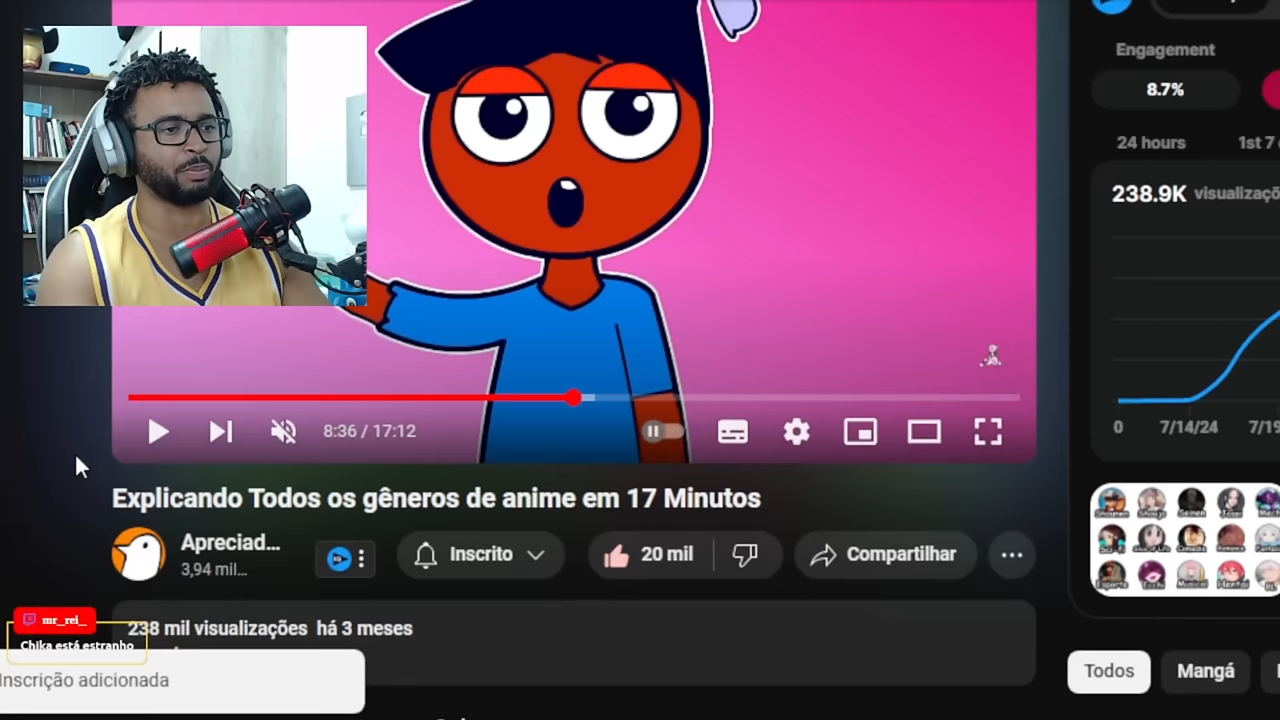 Engagement
8.7%
24 hours
1st 7
238.9K visualizaçõ
8:36 / 17:12
0
7/14/24
7/19
Explicando Todos os gêneros de anime em 17 Minutos
Apreciad...
3,94 mil...
Inscrito
20 mil
Compartilhar
mr_rei_
Chika está estranho
238 mil visualizações há 3 meses
Inscrição adicionada
Todos
Mangá